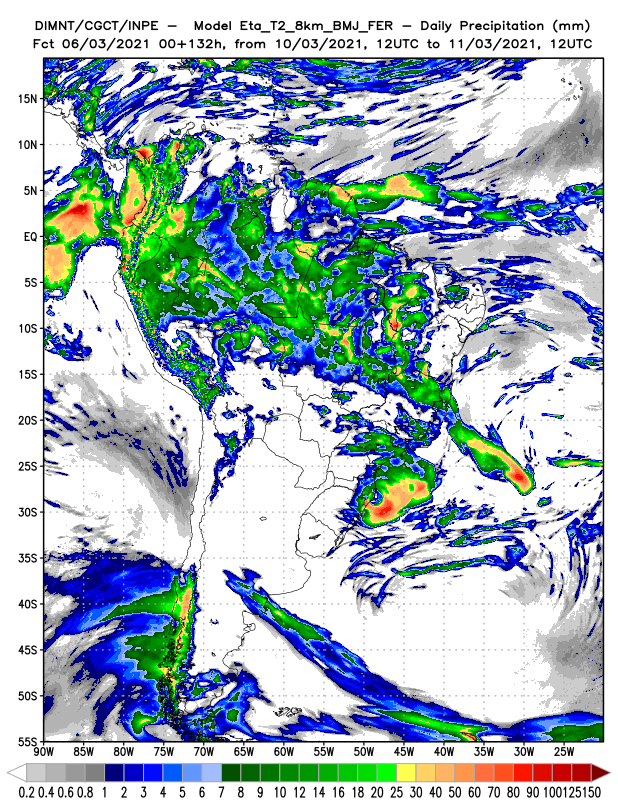 DIMNT/CGCT/INPE – Model Eta_T2_8km_BMJ_FER – Daily Precipitation (mm)
Fct 06/03/2021 00+132h, from 10/03/2021, 12UTC to 11/03/2021, 12UTC
15N
10N
5N
EQ
5S
10S
15S
20S
25S
30S
35S
40S
45S
50S
55S
90W 85W 80W 75W 70W 65W 60W 55W 50W 45W 40W 35W 30W 25W
0.2 0.4 0.6 0.8 1 2 3 4 5 6 7 8 9 10 12 14 16 18 20 25 30 40 50 60 70 80 90 100 125 150